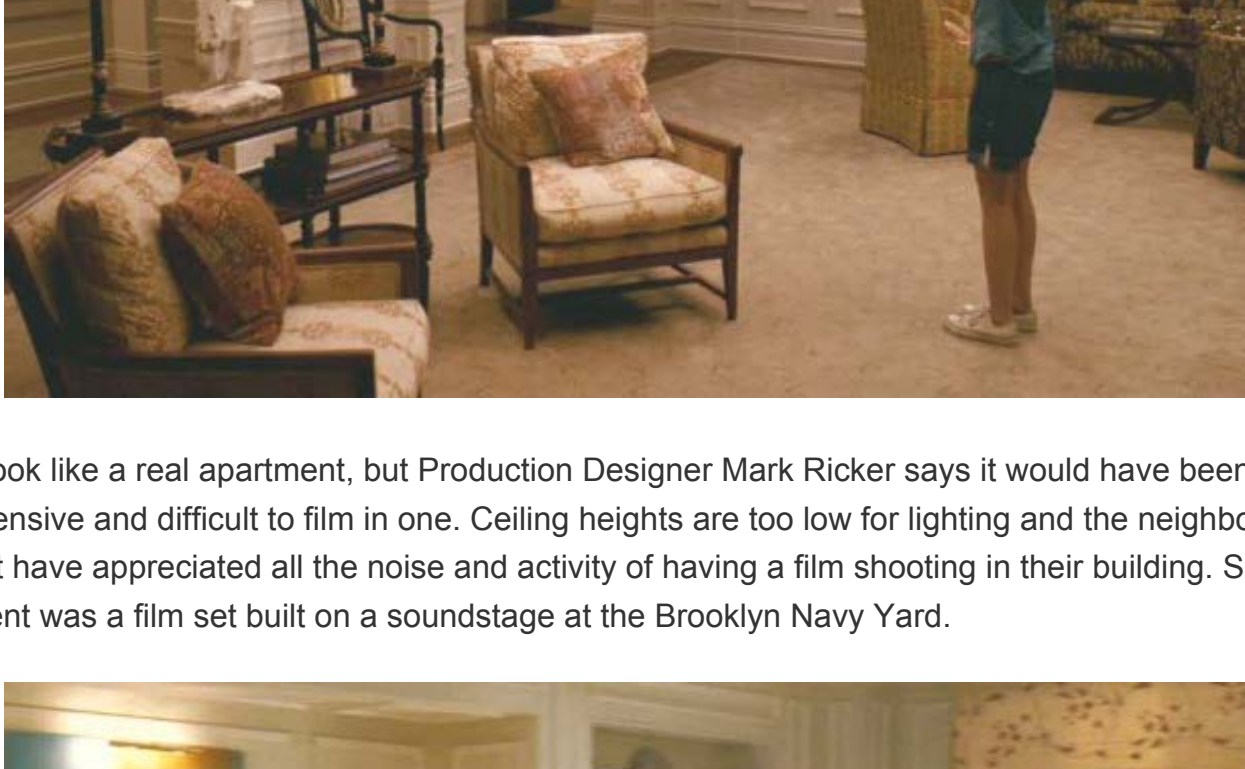 ook like a real apartment, but Production Designer Mark Ricker says it would have been
ensive and difficult to film in one. Ceiling heights are too low for lighting and the neighbo
t have appreciated all the noise and activity of having a film shooting in their building. S
ent was a film set built on a soundstage at the Brooklyn Navy Yard.